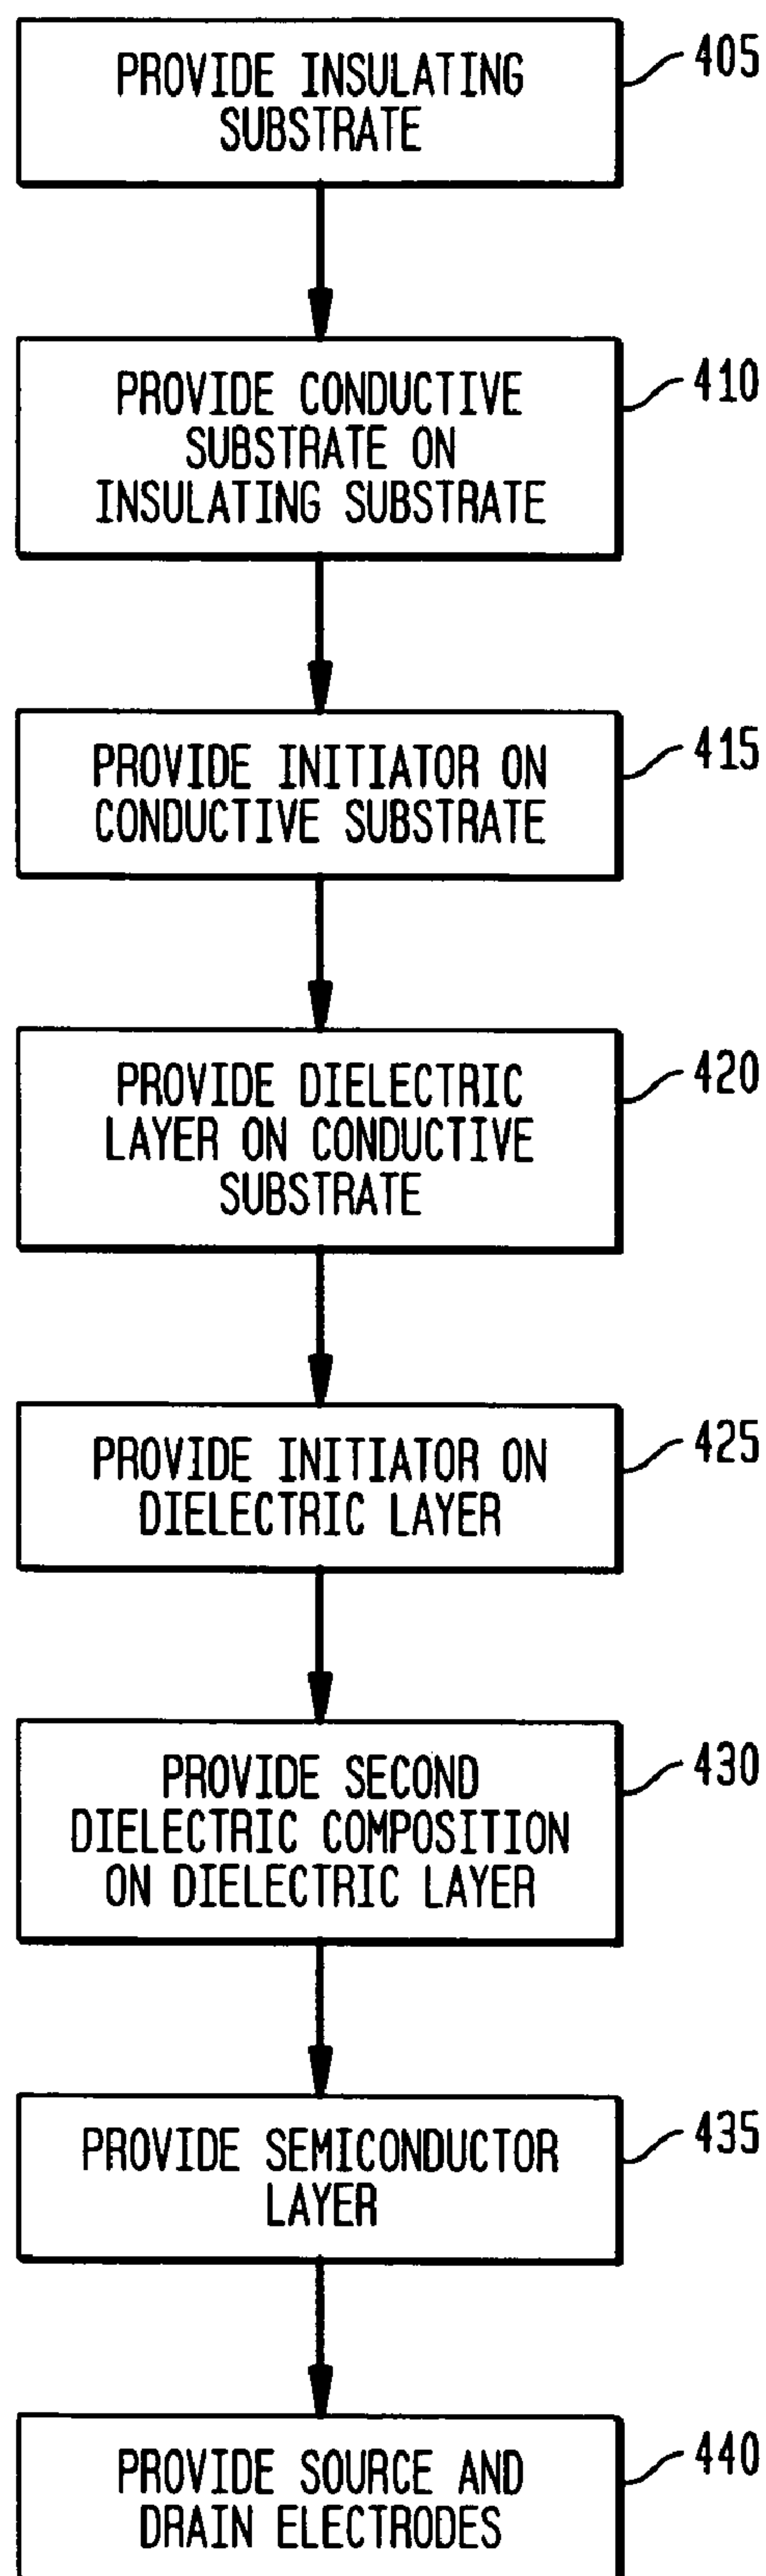 PROVIDE INSULATING
SUBSTRATE
405
PROVIDE CONDUCTIVE
SUBSTRATE ON
INSULATING SUBSTRATE
410
PROVIDE INITIATOR ON
CONDUCTIVE SUBSTRATE
415
PROVIDE DIELECTRIC
LAYER ON CONDUCTIVE
SUBSTRATE
420
PROVIDE INITIATOR ON
DIELECTRIC LAYER
425
PROVIDE SECOND
DIELECTRIC COMPOSITION
ON DIELECTRIC LAYER
430
PROVIDE SEMICONDUCTOR
LAYER
435
PROVIDE SOURCE AND
DRAIN ELECTRODES
440